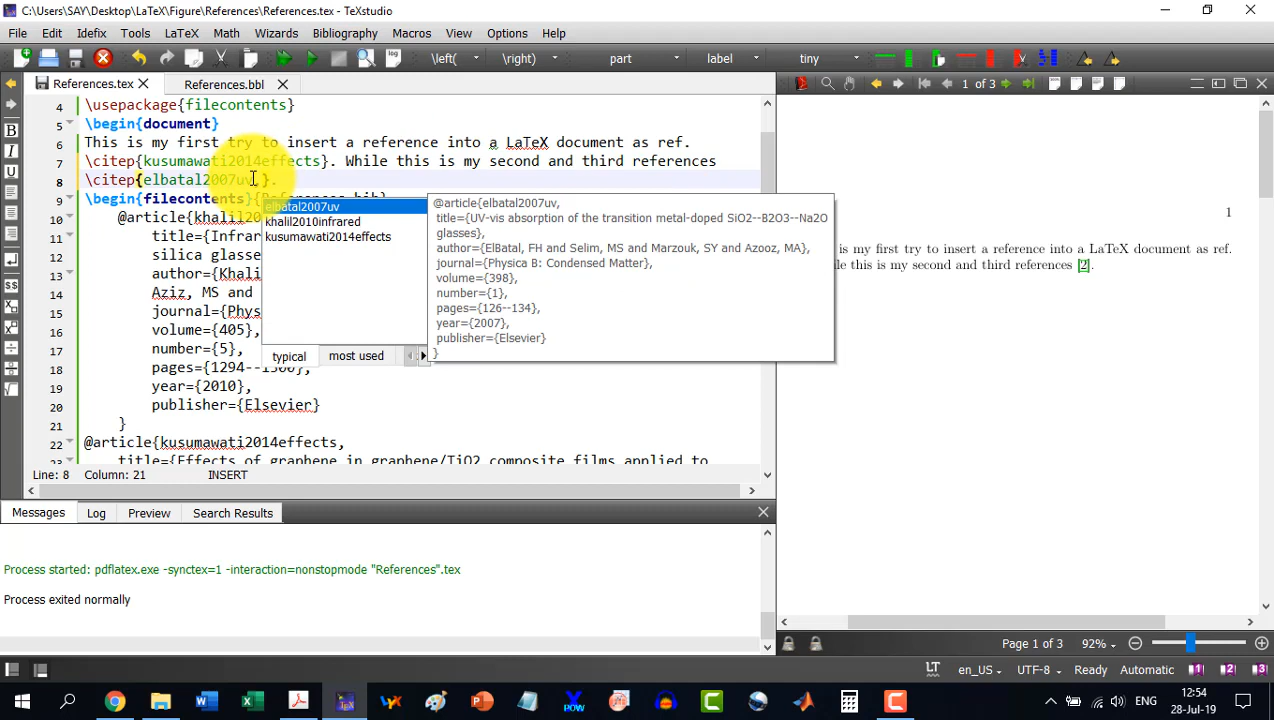 C:\Users\SAY\Desktop\LaTeX\Figure\References\References.tex - TeXstudio
File Edit Idefix Tools LaTeX Math Wizards Bibliography Macros View Options Help
\left( \right) part label tiny
References.tex References.bbl 1 of 3
4 \usepackage{filecontents}
5 \begin{document}
6 This is my first try to insert a reference into a LaTeX document as ref.
7 \citep{kusumawati2014effects}. While this is my second and third references
8 \citep{elbatal2007uv,}.
9 \begin{filecontents}{References.bib}
10 @article{khalil20
11 title={Infrar
12 silica glasse
13 author={Khali
14 Aziz, MS and
15 journal={Phys
16 volume={405},
17 number={5},
18 pages={1294--1300},
19 year={2010},
20 publisher={Elsevier}
21 }
22 @article{kusumawati2014effects,
23 title={Effects of graphene in graphene/TiO2 composite films applied to
elbatal2007uv
khalil2010infrared
kusumawati2014effects
typical most used
@article{elbatal2007uv,
title={UV-vis absorption of the transition metal-doped SiO2--B2O3--Na2O
glasses},
author={ElBatal, FH and Selim, MS and Marzouk, SY and Azooz, MA},
journal={Physica B: Condensed Matter},
volume={398},
number={1},
pages={126--134},
year={2007},
publisher={Elsevier}
}
1
is my first try to insert a reference into a LaTeX document as ref.
le this is my second and third references [2].
Line: 8 Column: 21 INSERT
Messages Log Preview Search Results
Process started: pdflatex.exe -synctex=1 -interaction=nonstopmode "References".tex
Process exited normally
Page 1 of 3 92%
LT en_US UTF-8 Ready Automatic 1 2 3
ENG 12:54
28-Jul-19